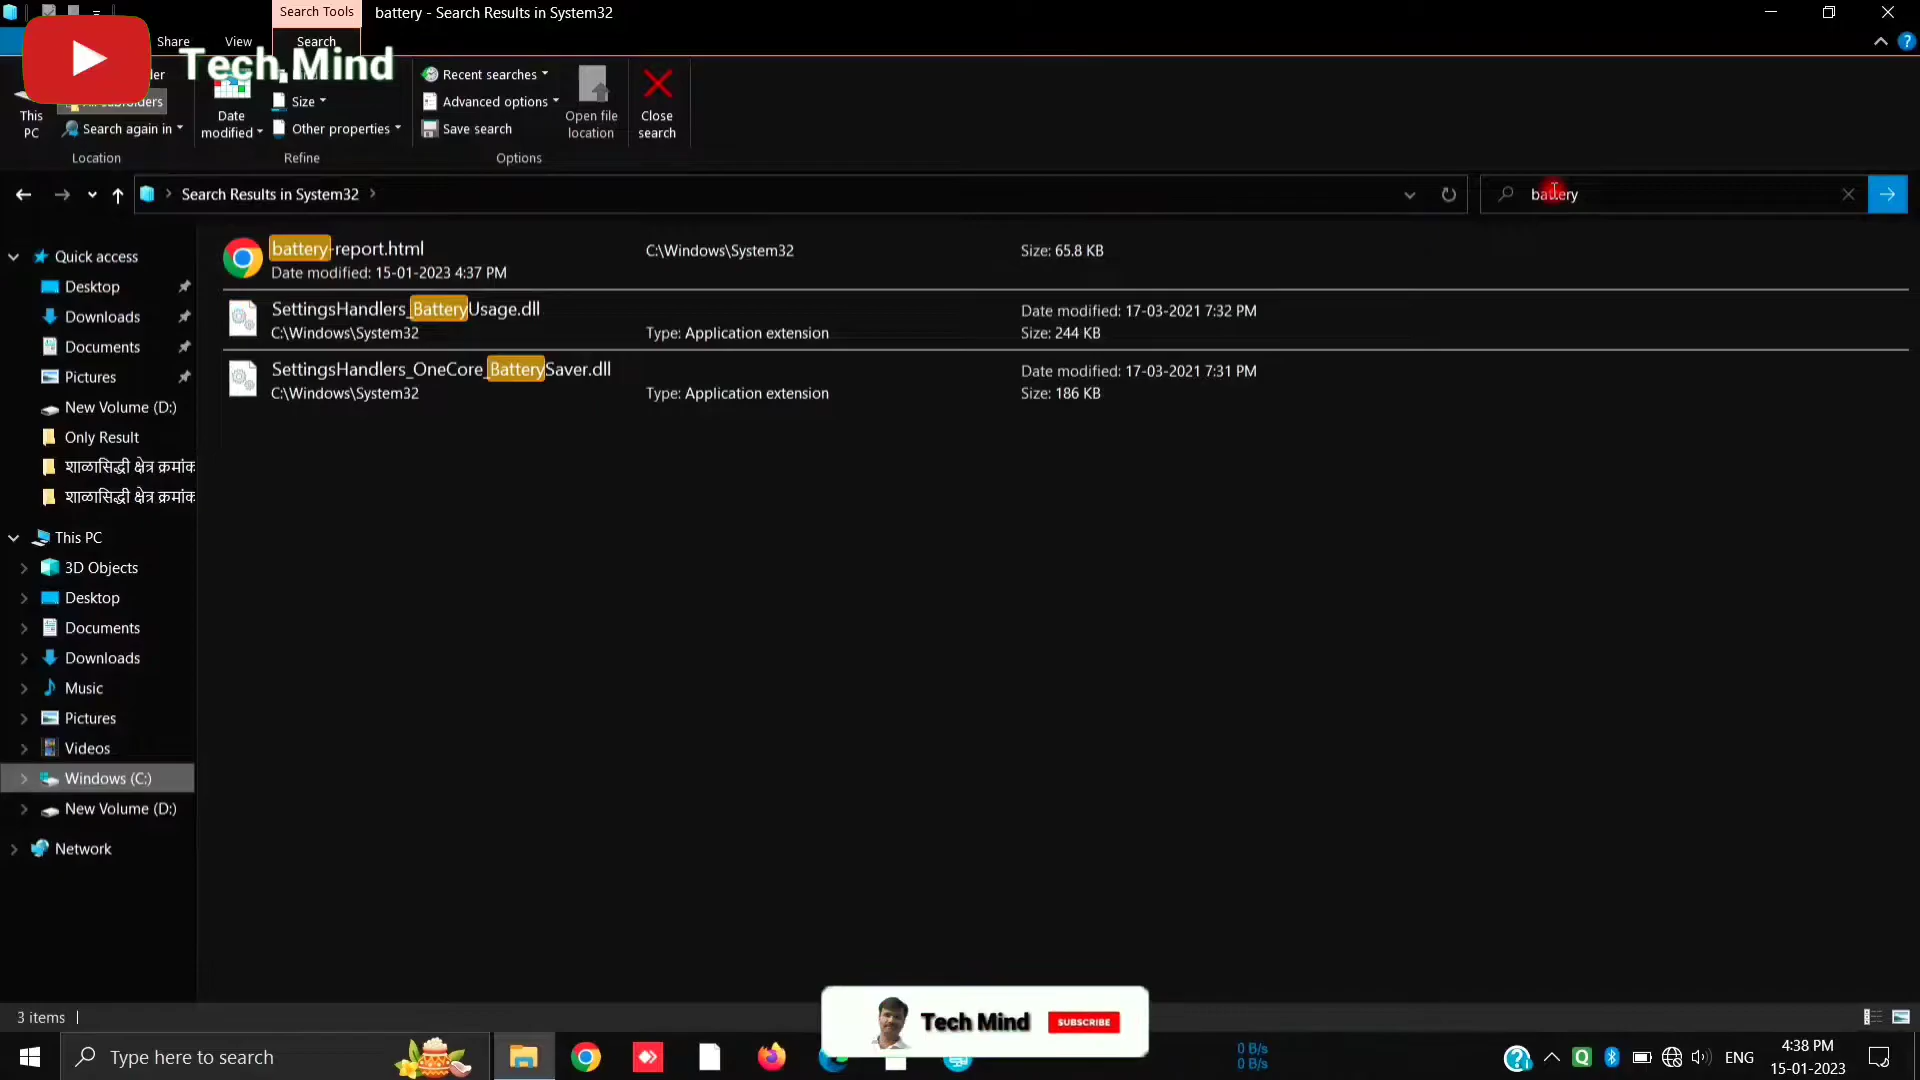 Search Tools
battery - Search Results in System32
Share
View
Search
Tech Mind
This PC
All subfolders
Search again in
Location
Date modified
Size
Other properties
Refine
Recent searches
Advanced options
Save search
Options
Open file location
Close search
Search Results in System32
battery
Quick access
Desktop
Downloads
Documents
Pictures
New Volume (D:)
Only Result
शाळासिद्धी क्षेत्र क्रमांक
शाळासिद्धी क्षेत्र क्रमांक
This PC
3D Objects
Desktop
Documents
Downloads
Music
Pictures
Videos
Windows (C:)
New Volume (D:)
Network
battery-report.html
Date modified: 15-01-2023 4:37 PM
C:\Windows\System32
Size: 65.8 KB
SettingsHandlers_BatteryUsage.dll
C:\Windows\System32
Type: Application extension
Date modified: 17-03-2021 7:32 PM
Size: 244 KB
SettingsHandlers_OneCore_BatterySaver.dll
C:\Windows\System32
Type: Application extension
Date modified: 17-03-2021 7:31 PM
Size: 186 KB
3 items
Tech Mind
SUBSCRIBE
Type here to search
0 B/s
0 B/s
ENG
4:38 PM
15-01-2023